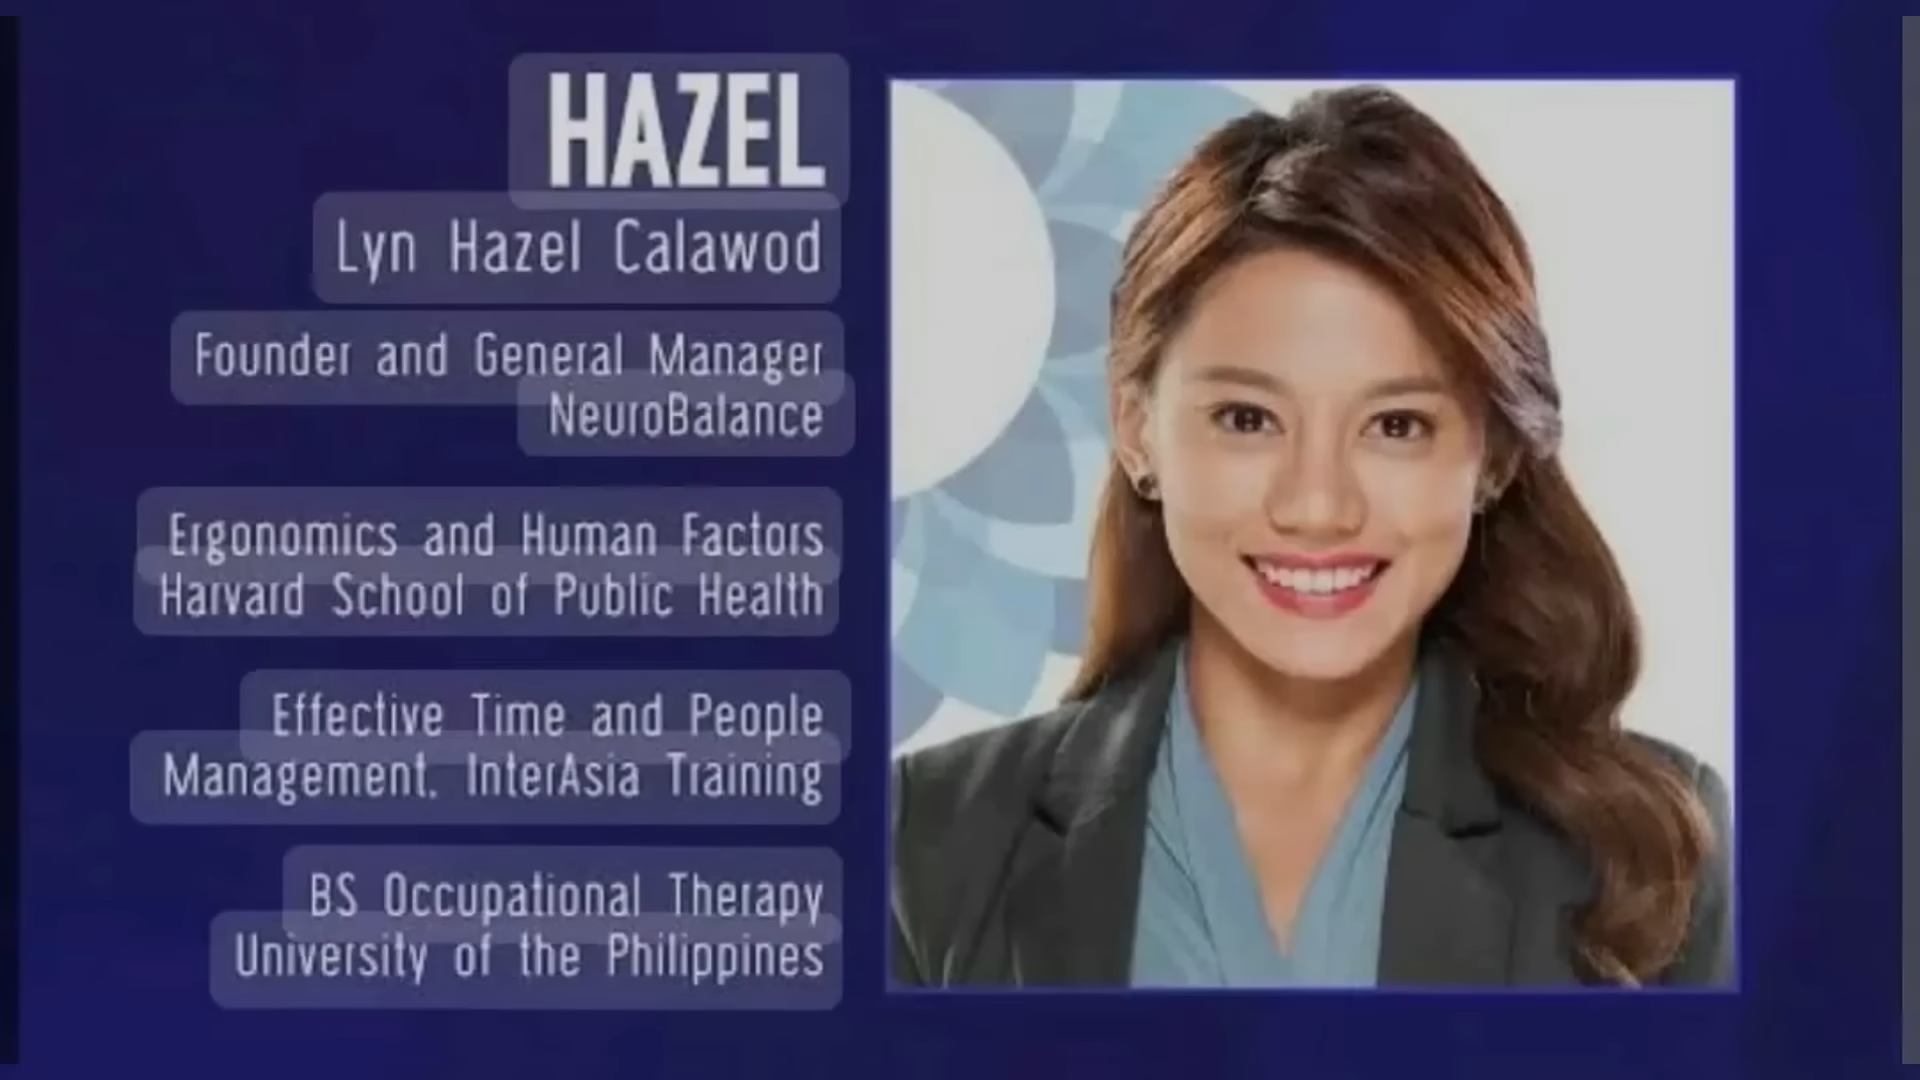 HAZEL
Lyn Hazel Calawod
Founder and General Manager
NeuroBalance
Ergonomics and Human Factors
Harvard School of Public Health
Effective Time and People
Management, InterAsia Training
BS Occupational Therapy
University of the Philippines